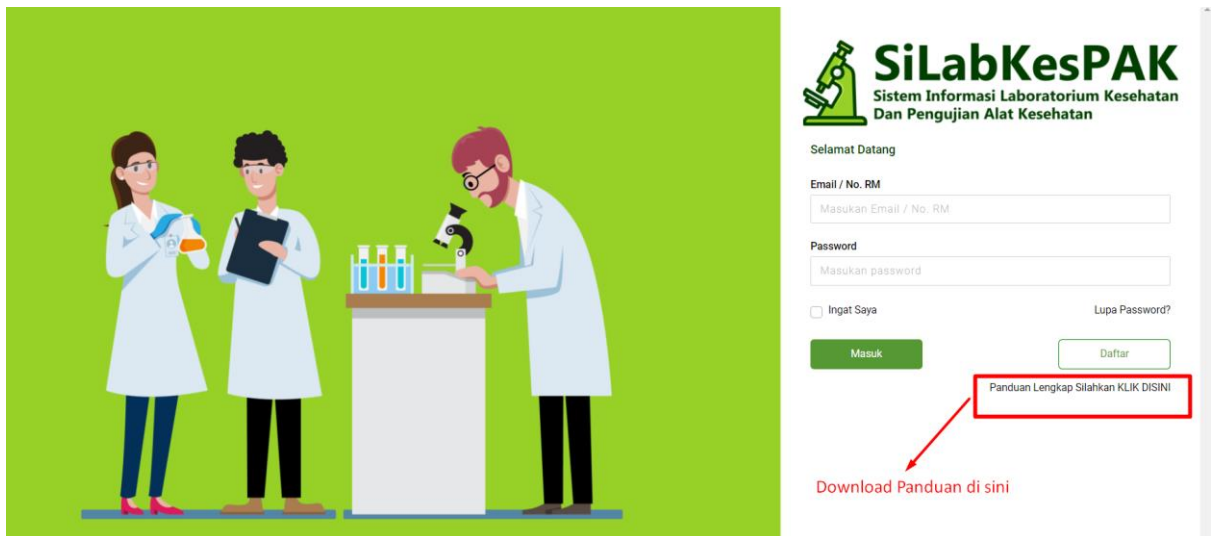 SiLabKesPAK
Sistem Informasi Laboratorium Kesehatan
Dan Pengujian Alat Kesehatan
Selamat Datang
Email / No. RM
Masukan Email / No. RM
Password
Masukan password
Ingat Saya
Lupa Password?
Masuk
Daftar
Panduan Lengkap Silahkan KLIK DISINI
Download Panduan di sini